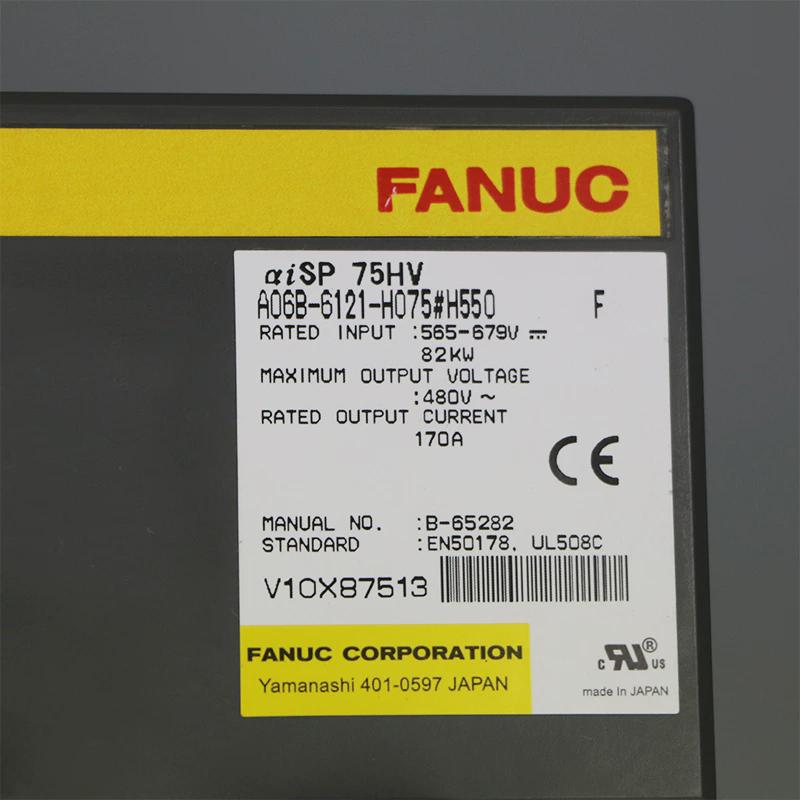 FANUC
αiSP 75HV
A06B-6121-H075#H550 F
RATED INPUT :565-679V ⎓
82KW
MAXIMUM OUTPUT VOLTAGE
:480V ~
RATED OUTPUT CURRENT
170A
CE
MANUAL NO. :B-65282
STANDARD :EN50178, UL508C
V10X87513
FANUC CORPORATION
Yamanashi 401-0597 JAPAN
c RU® US
made In JAPAN